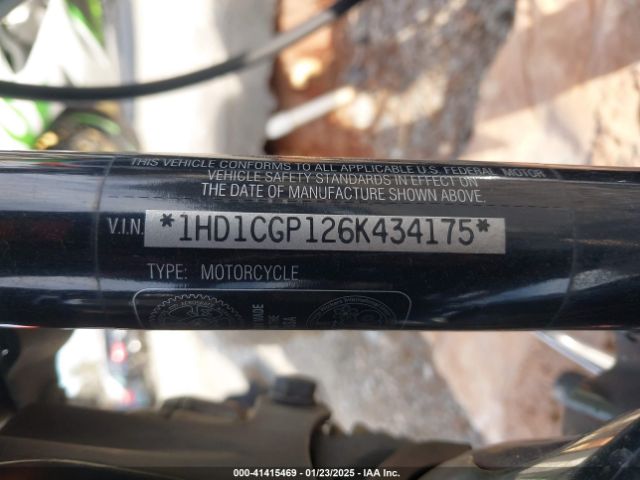 THIS VEHICLE CONFORMS TO ALL APPLICABLE U.S. FEDERAL MOTOR
VEHICLE SAFETY STANDARDS IN EFFECT ON
THE DATE OF MANUFACTURE SHOWN ABOVE.
V.I.N. *1HD1CGP126K434175*
TYPE: MOTORCYCLE
MADE
000-41415469 - 01/23/2025 - IAA Inc.